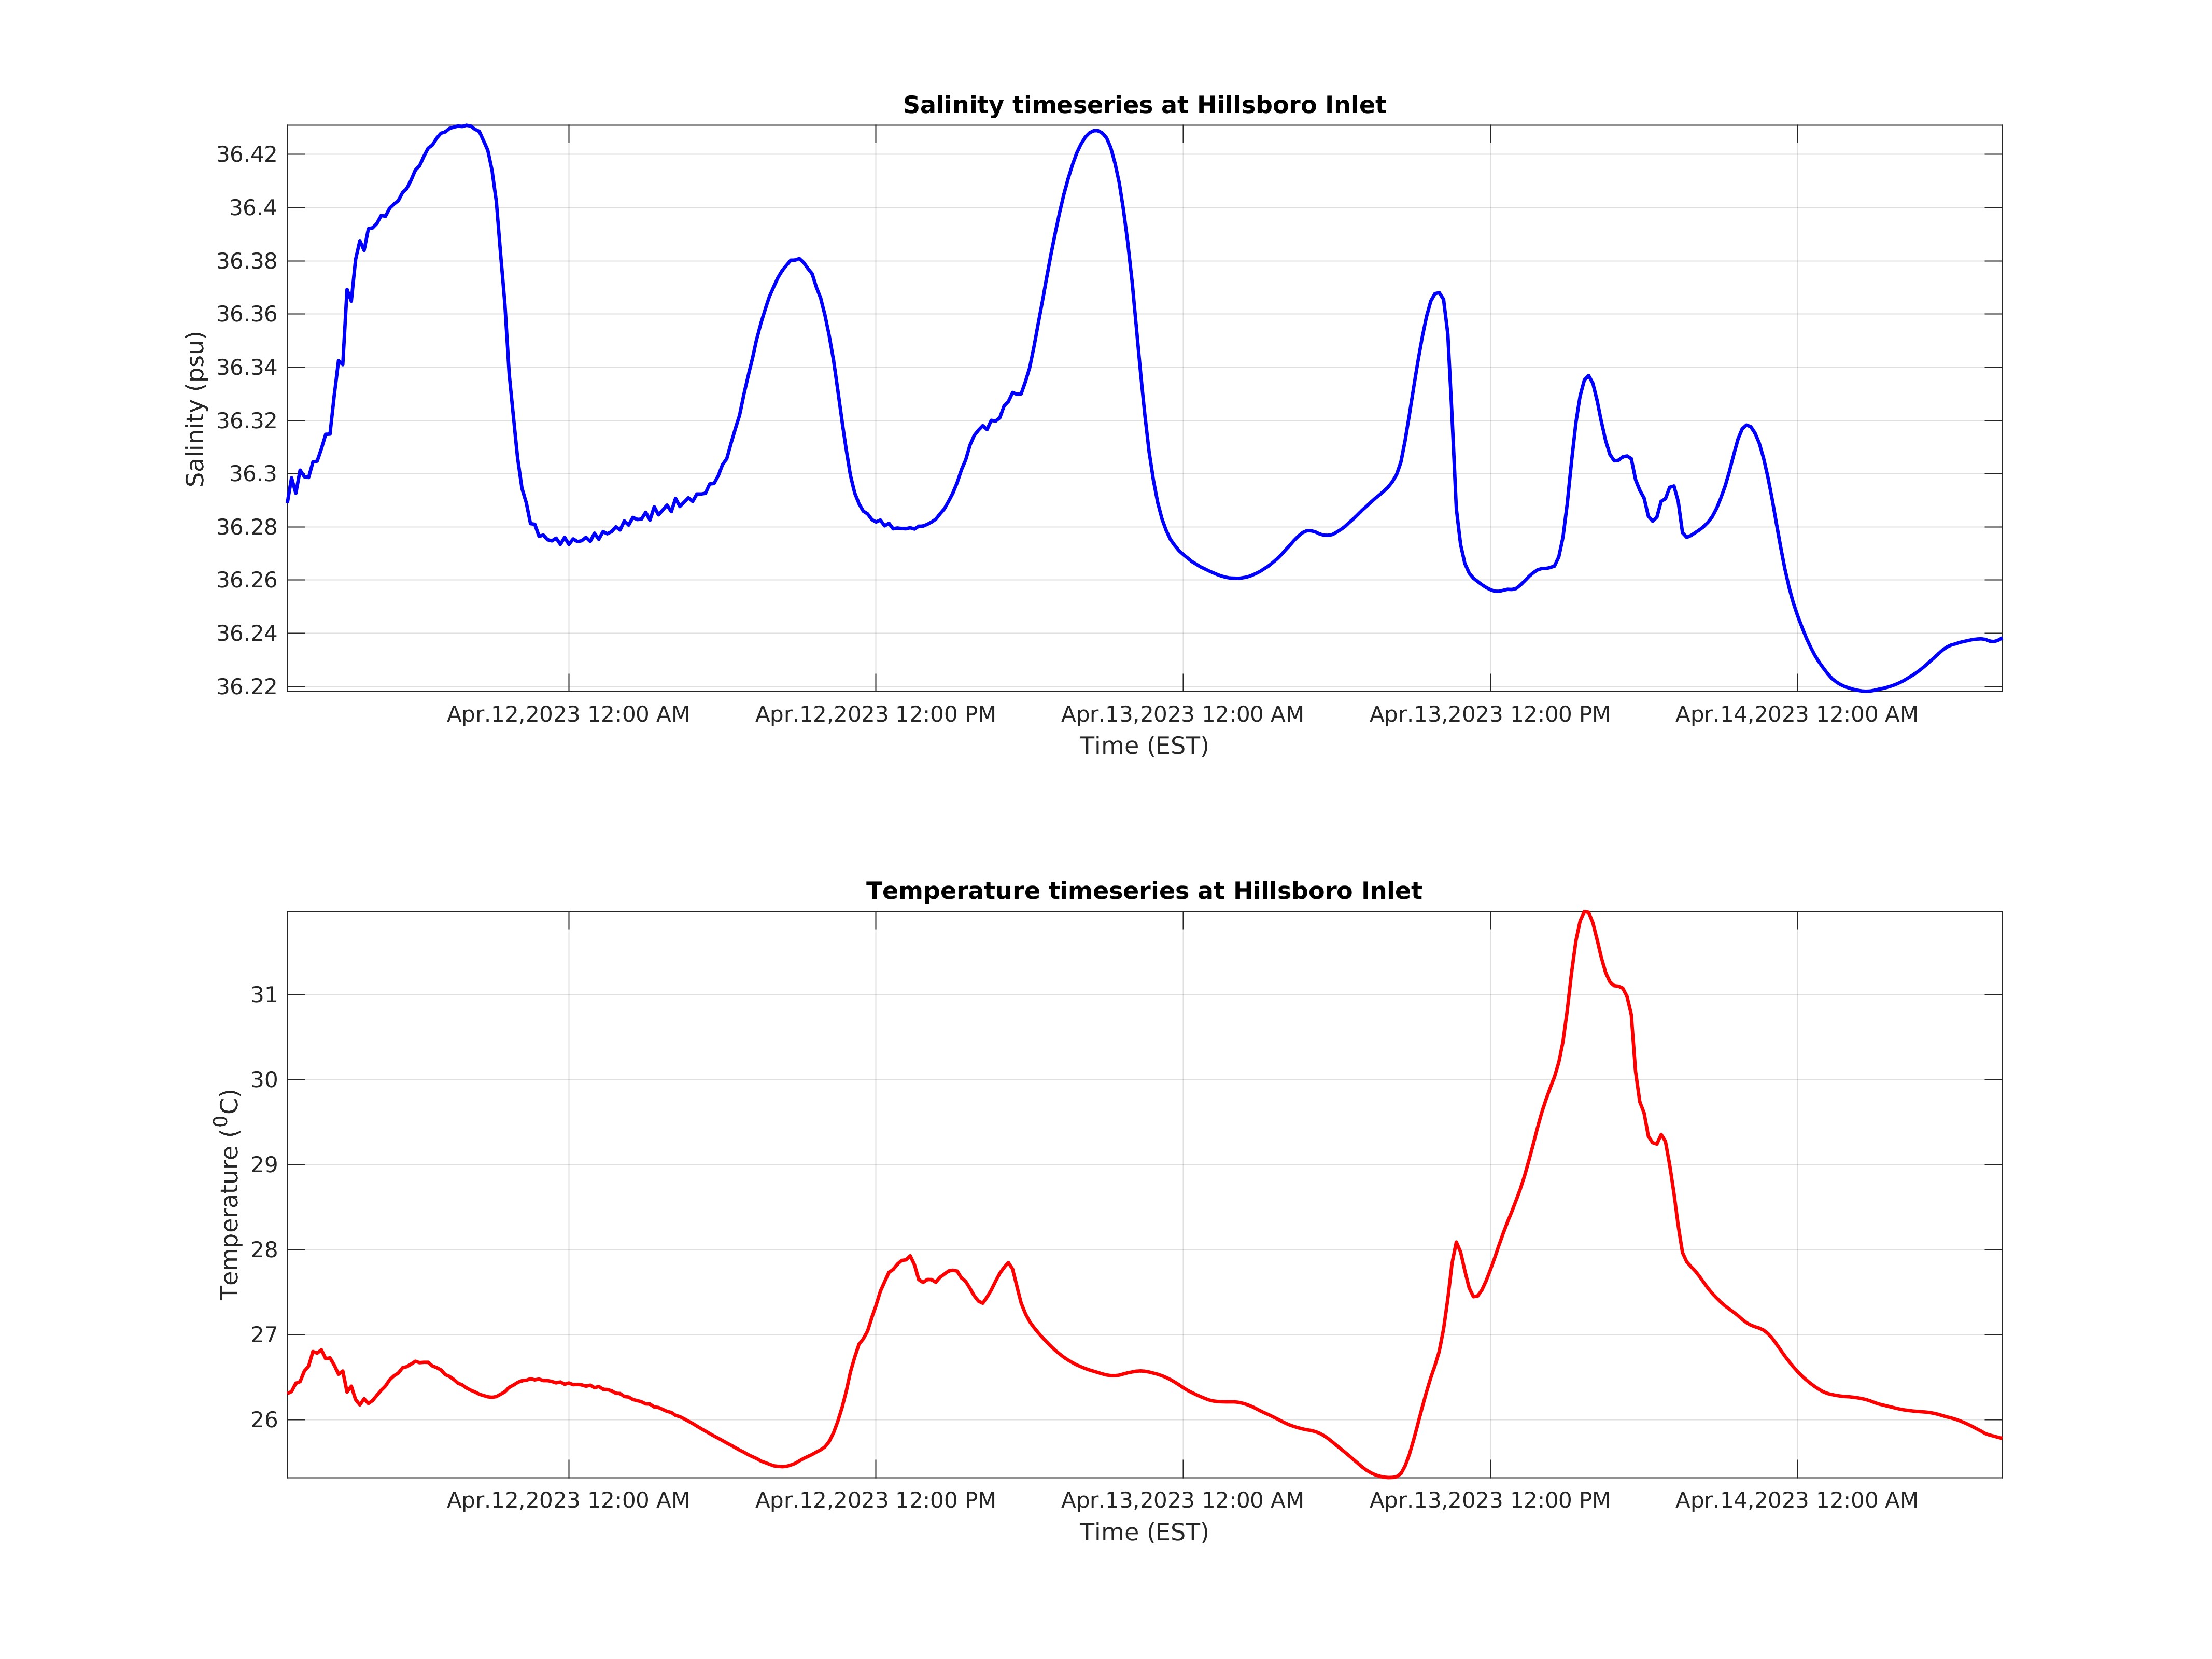 Salinity timeseries at Hillsboro Inlet
36.42
36.4
36.38
36.36
36.34
36.32
36.3
36.28
36.26
36.24
36.22
Salinity (psu)
Apr.12,2023 12:00 AM Apr.12,2023 12:00 PM Apr.13,2023 12:00 AM Apr.13,2023 12:00 PM Apr.14,2023 12:00 AM
Time (EST)
Temperature timeseries at Hillsboro Inlet
31
30
29
28
27
26
Temperature (⁰C)
Apr.12,2023 12:00 AM Apr.12,2023 12:00 PM Apr.13,2023 12:00 AM Apr.13,2023 12:00 PM Apr.14,2023 12:00 AM
Time (EST)